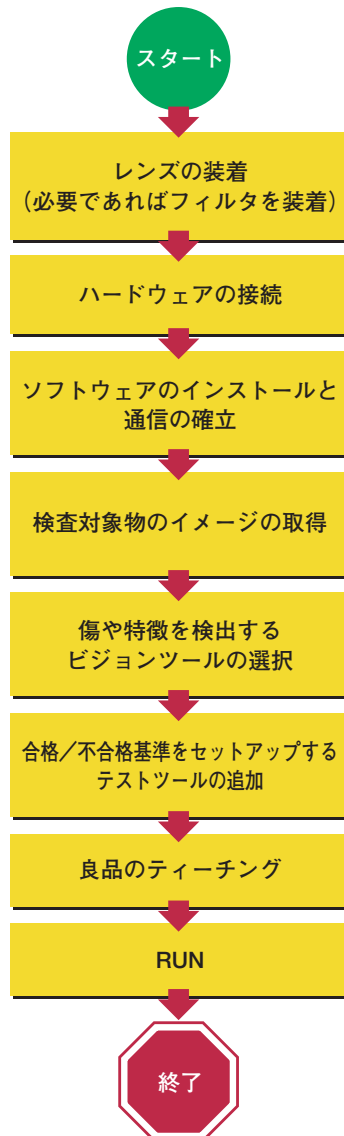 スタート
レンズの装着
（必要であればフィルタを装着）
ハードウェアの接続
ソフトウェアのインストールと
通信の確立
検査対象物のイメージの取得
傷や特徴を検出する
ビジョンツールの選択
合格／不合格基準をセットアップする
テストツールの追加
良品のティーチング
RUN
終了